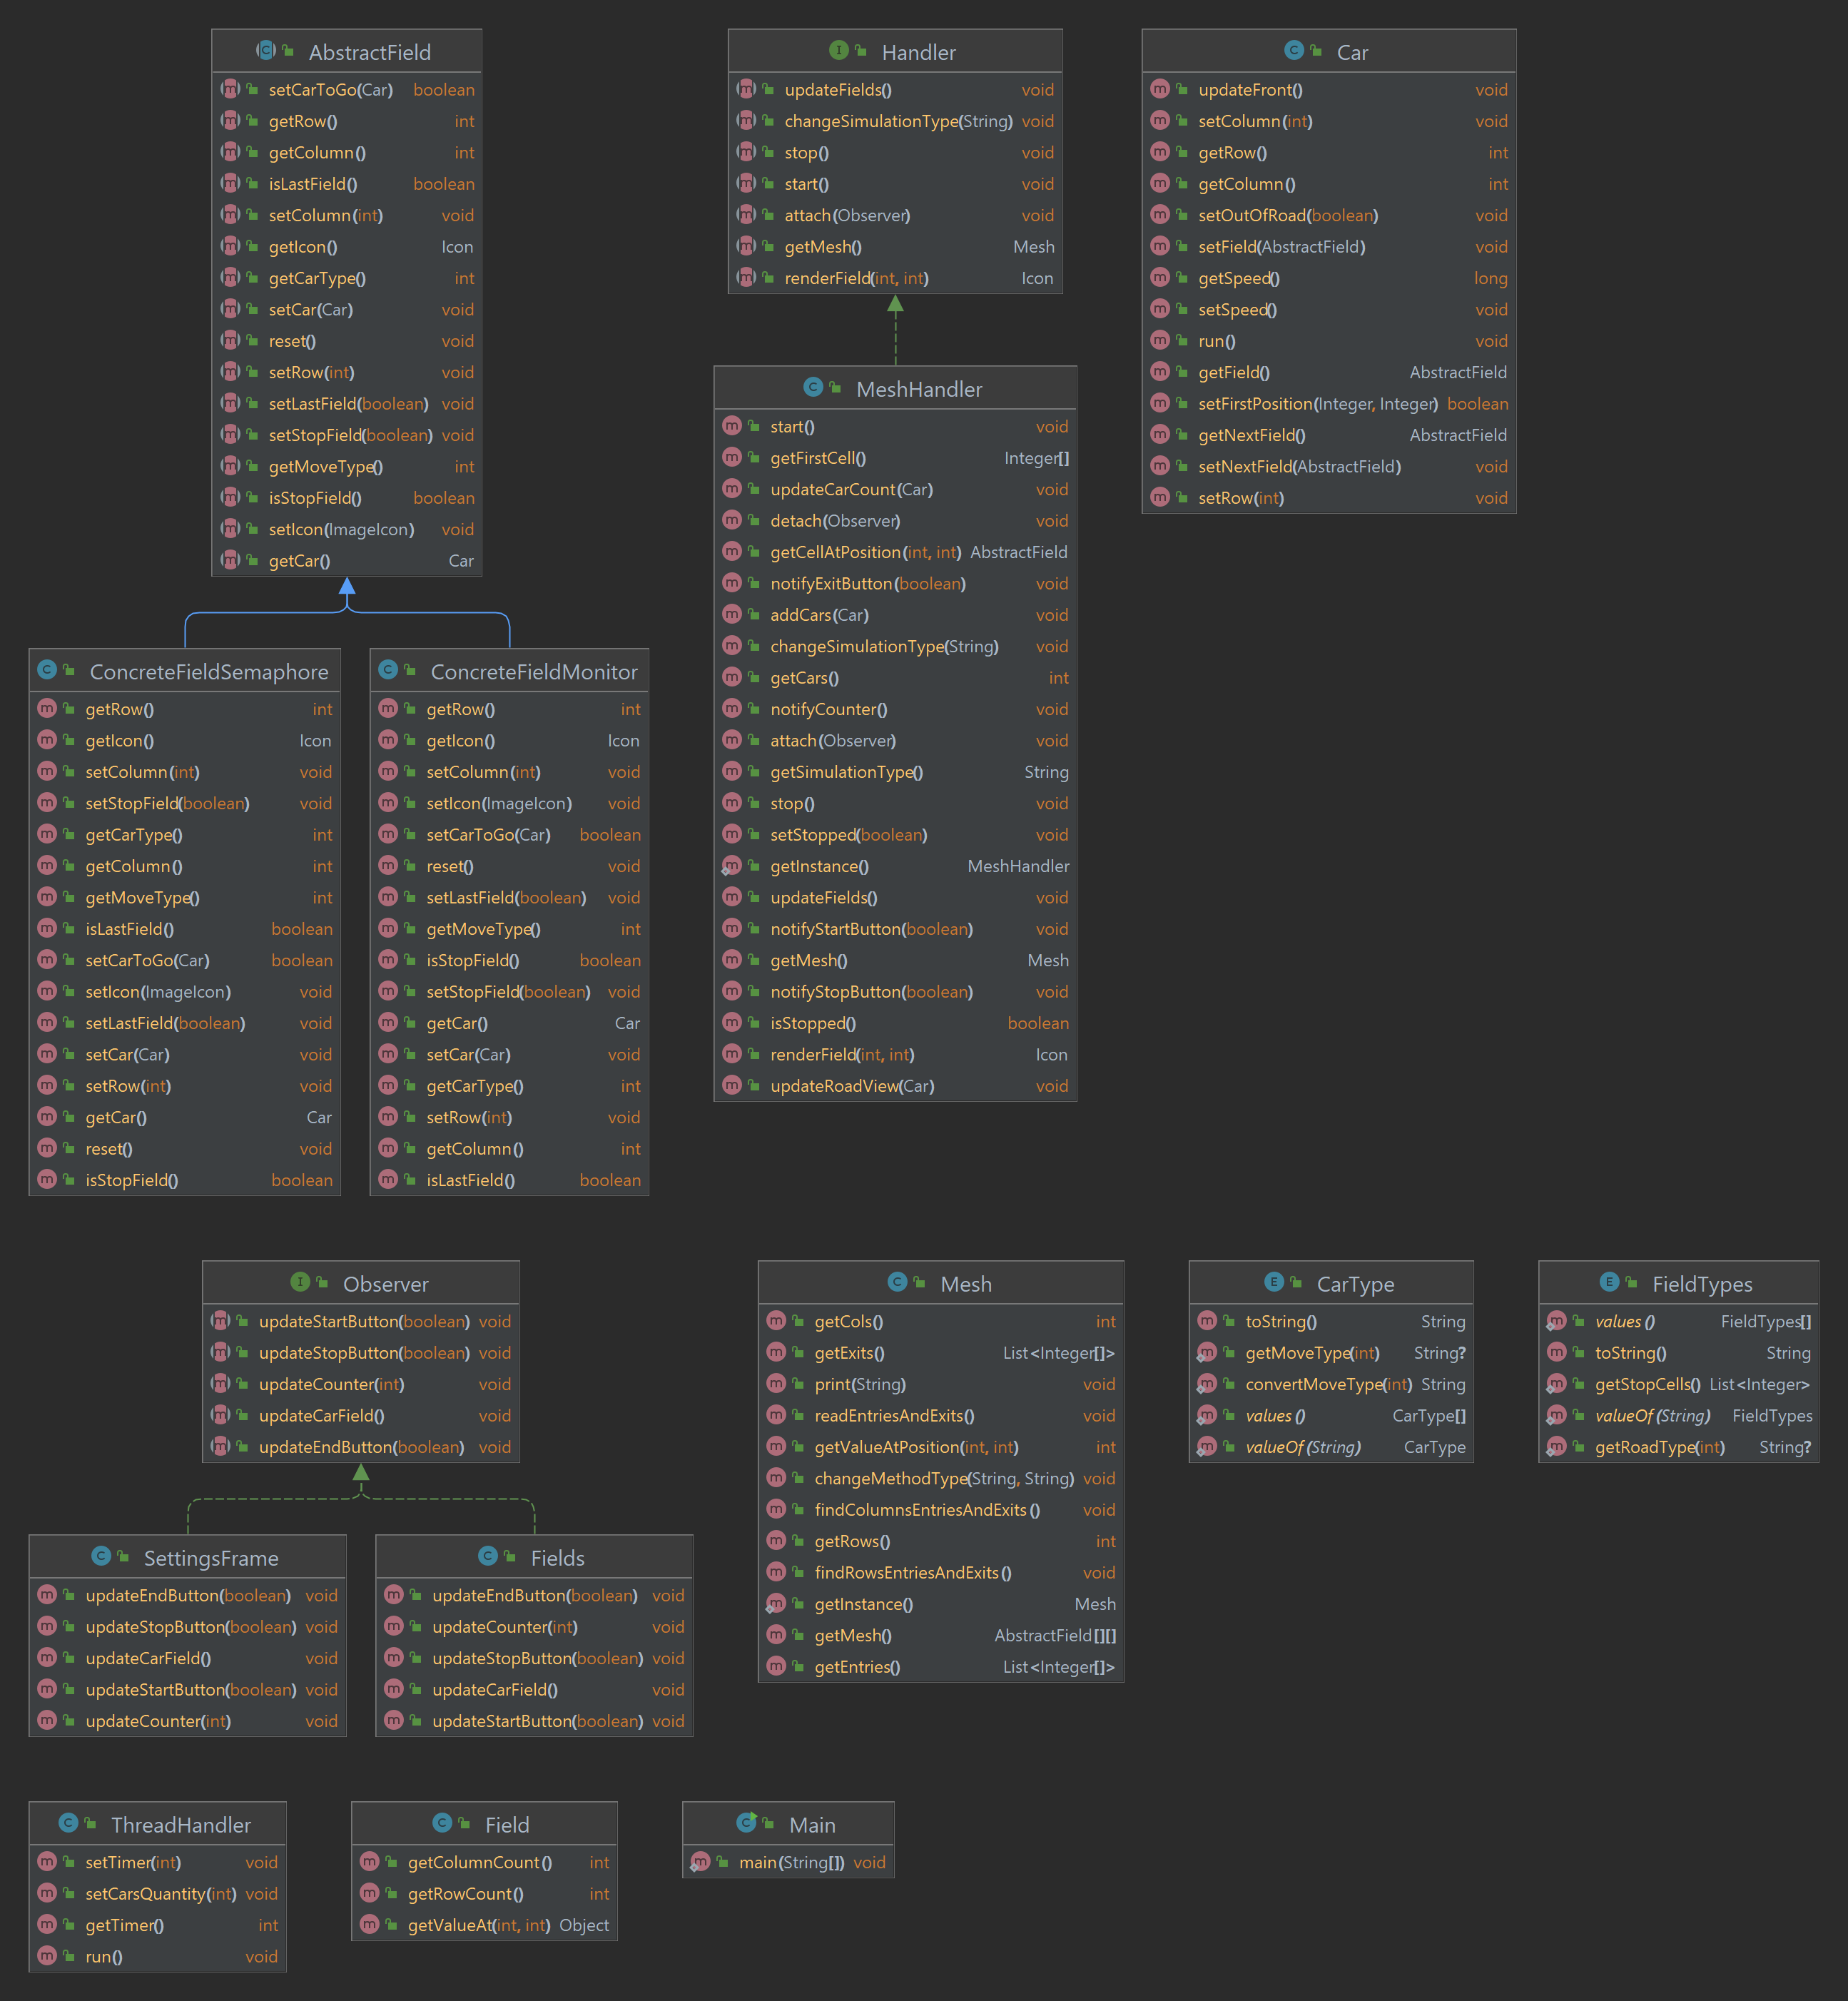 AbstractField
setCarToGo(Car) boolean
getRow() int
getColumn() int
isLastField() boolean
setColumn(int) void
getIcon() Icon
getCarType() int
setCar(Car) void
reset() void
setRow(int) void
setLastField(boolean) void
setStopField(boolean) void
getMoveType() int
isStopField() boolean
setIcon(ImageIcon) void
getCar() Car
Handler
updateFields() void
changeSimulationType(String) void
stop() void
start() void
attach(Observer) void
getMesh() Mesh
renderField(int, int) Icon
Car
updateFront() void
setColumn(int) void
getRow() int
getColumn() int
setOutOfRoad(boolean) void
setField(AbstractField) void
getSpeed() long
setSpeed() void
run() void
getField() AbstractField
setFirstPosition(Integer, Integer) boolean
getNextField() AbstractField
setNextField(AbstractField) void
setRow(int) void
MeshHandler
start() void
getFirstCell() Integer[]
updateCarCount(Car) void
detach(Observer) void
getCellAtPosition(int, int) AbstractField
notifyExitButton(boolean) void
addCars(Car) void
changeSimulationType(String) void
getCars() int
notifyCounter() void
attach(Observer) void
getSimulationType() String
stop() void
setStopped(boolean) void
getInstance() MeshHandler
updateFields() void
notifyStartButton(boolean) void
getMesh() Mesh
notifyStopButton(boolean) void
isStopped() boolean
renderField(int, int) Icon
updateRoadView(Car) void
ConcreteFieldSemaphore
getRow() int
getIcon() Icon
setColumn(int) void
setStopField(boolean) void
getCarType() int
getColumn() int
getMoveType() int
isLastField() boolean
setCarToGo(Car) boolean
setIcon(ImageIcon) void
setLastField(boolean) void
setCar(Car) void
setRow(int) void
getCar() Car
reset() void
isStopField() boolean
ConcreteFieldMonitor
getRow() int
getIcon() Icon
setColumn(int) void
setIcon(ImageIcon) void
setCarToGo(Car) boolean
reset() void
setLastField(boolean) void
getMoveType() int
isStopField() boolean
setStopField(boolean) void
getCar() Car
setCar(Car) void
getCarType() int
setRow(int) void
getColumn() int
isLastField() boolean
Observer
updateStartButton(boolean) void
updateStopButton(boolean) void
updateCounter(int) void
updateCarField() void
updateEndButton(boolean) void
Mesh
getCols() int
getExits() List<Integer[]>
print(String) void
readEntriesAndExits() void
getValueAtPosition(int, int) int
changeMethodType(String, String) void
findColumnsEntriesAndExits() void
getRows() int
findRowsEntriesAndExits() void
getInstance() Mesh
getMesh() AbstractField[][]
getEntries() List<Integer[]>
CarType
toString() String
getMoveType(int) String?
convertMoveType(int) String
values() CarType[]
valueOf(String) CarType
FieldTypes
values() FieldTypes[]
toString() String
getStopCells() List<Integer>
valueOf(String) FieldTypes
getRoadType(int) String?
SettingsFrame
updateEndButton(boolean) void
updateStopButton(boolean) void
updateCarField() void
updateStartButton(boolean) void
updateCounter(int) void
Fields
updateEndButton(boolean) void
updateCounter(int) void
updateStopButton(boolean) void
updateCarField() void
updateStartButton(boolean) void
ThreadHandler
setTimer(int) void
setCarsQuantity(int) void
getTimer() int
run() void
Field
getColumnCount() int
getRowCount() int
getValueAt(int, int) Object
Main
main(String[]) void